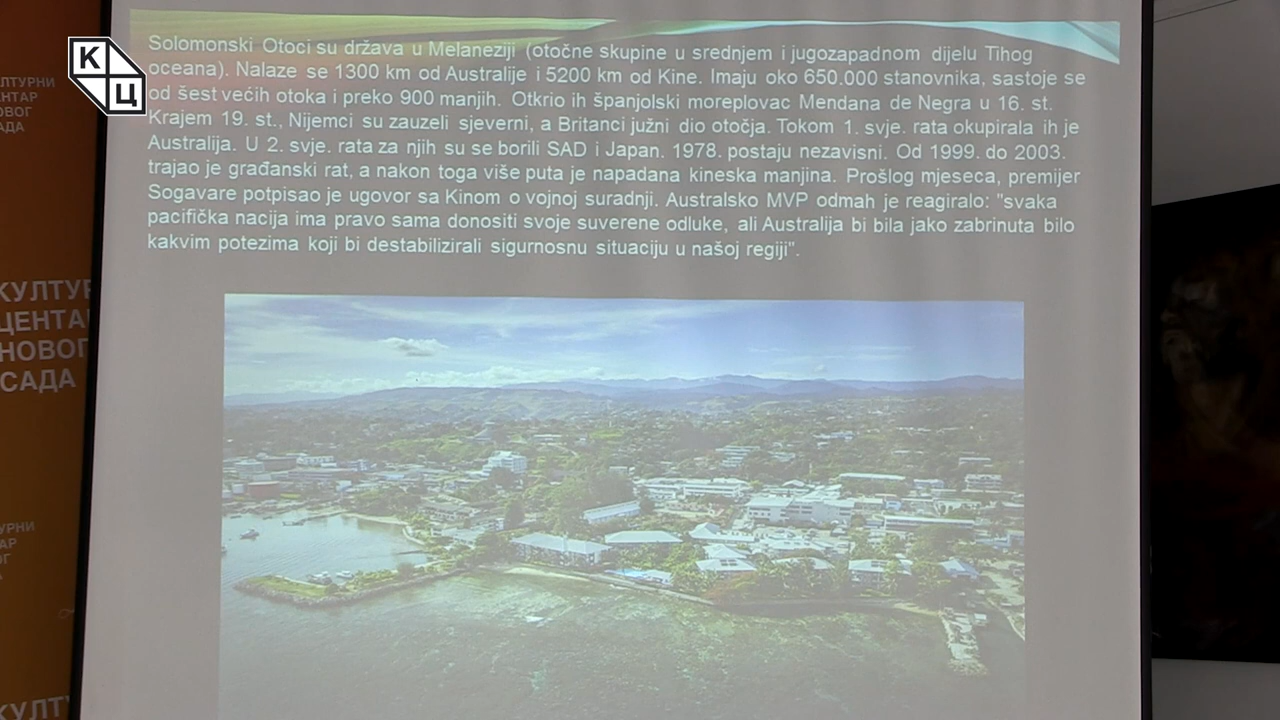 К
Ц
Solomonski Otoci su država u Melaneziji (otočne skupine u srednjem i jugozapadnom dijelu Tihog
oceana). Nalaze se 1300 km od Australije i 5200 km od Kine. Imaju oko 650.000 stanovnika, sastoje se
od šest većih otoka i preko 900 manjih. Otkrio ih španjolski moreplovac Mendana de Negra u 16. st.
Krajem 19. st., Nijemci su zauzeli sjeverni, a Britanci južni dio otočja. Tokom 1. svje. rata okupirala ih je
Australija. U 2. svje. rata za njih su se borili SAD i Japan. 1978. postaju nezavisni. Od 1999. do 2003.
trajao je građanski rat, a nakon toga više puta je napadana kineska manjina. Prošlog mjeseca, premijer
Sogavare potpisao je ugovor sa Kinom o vojnoj suradnji. Australsko MVP odmah je reagiralo: "svaka
pacifička nacija ima pravo sama donositi svoje suverene odluke, ali Australija bi bila jako zabrinuta bilo
kakvim potezima koji bi destabilizirali sigurnosnu situaciju u našoj regiji".
КУЛТУР
ЦЕНТА
НОВОГ
САДА
КУЛТ